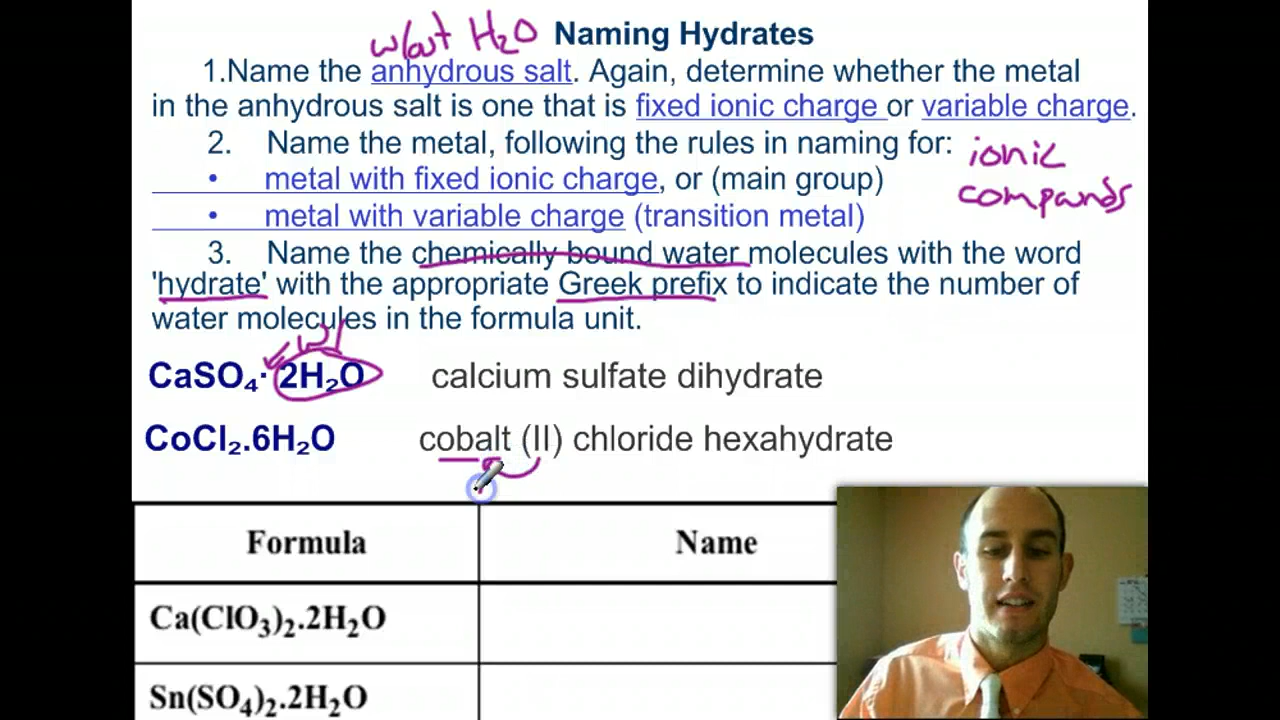 w/out H₂O Naming Hydrates
1.Name the anhydrous salt. Again, determine whether the metal
in the anhydrous salt is one that is fixed ionic charge or variable charge.
2. Name the metal, following the rules in naming for: ionic
• metal with fixed ionic charge, or (main group) compounds
• metal with variable charge (transition metal)
3. Name the chemically bound water molecules with the word
'hydrate' with the appropriate Greek prefix to indicate the number of
water molecules in the formula unit.
w/
CaSO₄· 2H₂O calcium sulfate dihydrate
CoCl₂.6H₂O cobalt (II) chloride hexahydrate
Formula Name
Ca(ClO₃)₂.2H₂O
Sn(SO₄)₂.2H₂O